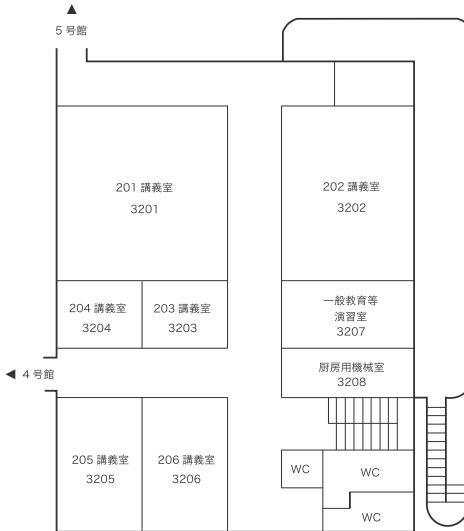 ▲
5 号館
201 講義室
3201
202 講義室
3202
204 講義室
3204
203 講義室
3203
一般教育等
演習室
3207
◀ 4 号館
厨房用機械室
3208
205 講義室
3205
206 講義室
3206
WC
WC
WC